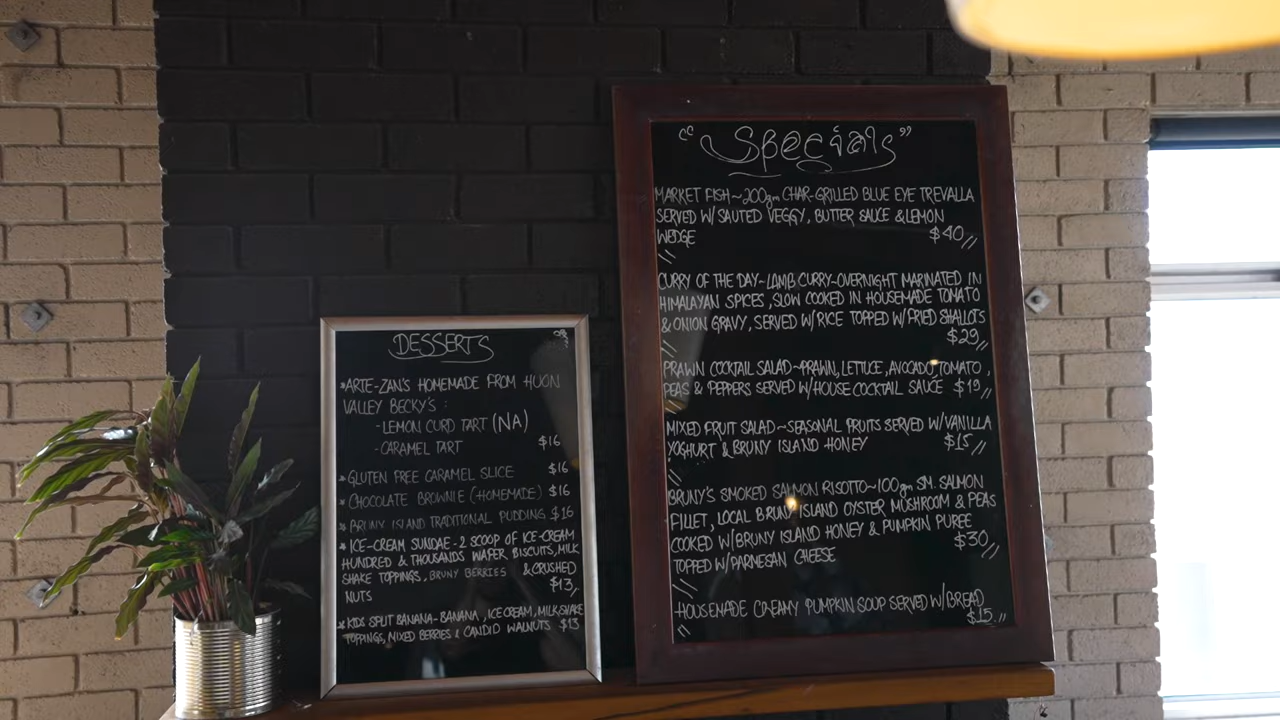 DESSERTS
*ARTE-ZAN'S HOMEMADE FROM HUON
VALLEY BECKY'S :
-LEMON CURD TART (NA)
-CARAMEL TART $16
*GLUTEN FREE CARAMEL SLICE $16
*CHOCOLATE BROWNIE (HOMEMADE) $16
*BRUNY ISLAND TRADITIONAL PUDDING $16
*ICE-CREAM SUNDAE - 2 SCOOP OF ICE-CREAM
HUNDRED & THOUSANDS WAFER BISCUITS, MILK
SHAKE TOPPINGS, BRUNY BERRIES & CRUSHED
NUTS $13/
*KIDS SPLIT BANANA- BANANA, ICE CREAM, MILKSHAKE
TOPPINGS, MIXED BERRIES & CANDID WALNUTS $13
"Specials"
MARKET FISH~200gm CHAR-GRILLED BLUE EYE TREVALLA
SERVED W/ SAUTED VEGGY, BUTTER SAUCE & LEMON
WEDGE $40//
CURRY OF THE DAY-LAMB CURRY-OVERNIGHT MARINATED IN
HIMALAYAN SPICES, SLOW COOKED IN HOUSEMADE TOMATO
& ONION GRAVY, SERVED W/RICE TOPPED W/FRIED SHALLOTS
$29//
PRAWN COCKTAIL SALAD~PRAWN, LETTUCE, AVOCADO, TOMATO,
PEAS & PEPPERS SERVED W/HOUSE COCKTAIL SAUCE $19//
MIXED FRUIT SALAD~SEASONAL FRUITS SERVED W/VANILLA
YOGHURT & BRUNY ISLAND HONEY $15//
BRUNY'S SMOKED SALMON RISOTTO~100gm SM. SALMON
FILLET, LOCAL BRUNY ISLAND OYSTER MUSHROOM & PEAS
COOKED W/BRUNY ISLAND HONEY & PUMPKIN PUREE
TOPPED W/PARMESAN CHEESE $30//
HOUSEMADE CREAMY PUMPKIN SOUP SERVED W/BREAD
$15.//